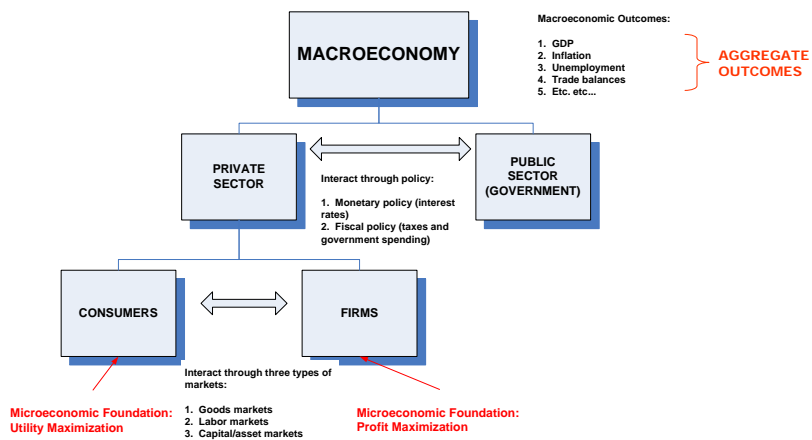 MACROECONOMY
Macroeconomic Outcomes:
1. GDP
2. Inflation
3. Unemployment
4. Trade balances
5. Etc. etc...
AGGREGATE
OUTCOMES
PRIVATE
SECTOR
Interact through policy:
1. Monetary policy (interest
rates)
2. Fiscal policy (taxes and
government spending)
PUBLIC
SECTOR
(GOVERNMENT)
CONSUMERS
FIRMS
Interact through three types of
markets:
1. Goods markets
2. Labor markets
3. Capital/asset markets
Microeconomic Foundation:
Utility Maximization
Microeconomic Foundation:
Profit Maximization